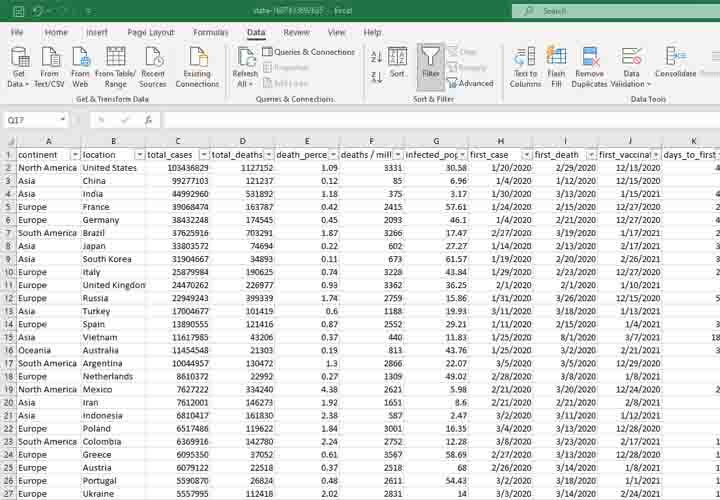 Excel
Search
File Home Insert Page Layout Formulas Data Review View Help
Get Data
From Text/CSV
From Web
From Table/ Range
Recent Sources
Existing Connections
Get & Transform Data
Refresh All
Queries & Connections
Properties
Edit Links
Queries & Connections
A Z
Z A
Sort
Filter
Clear
Reapply
Advanced
Sort & Filter
Text to Columns
Flash Fill
Remove Duplicates
Data Validation
Consolidate
Data Tools
Q17 fx
A B C D E F G H I J K
1 continent location total_cases total_deaths death_perce deaths / mill infected_pop first_case first_death first_vaccinat days_to_first
2 North America United States 103436829 1127152 1.09 3331 30.58 1/20/2020 2/29/2020 12/13/2020 4
3 Asia China 99277103 121237 0.12 85 6.96 1/4/2020 1/12/2020 12/15/2020
4 Asia India 44992960 531892 1.18 375 3.17 1/30/2020 3/13/2020 1/15/2021 4
5 Europe France 39068474 163787 0.42 2415 57.61 1/24/2020 2/15/2020 12/27/2020 2
6 Europe Germany 38432248 174545 0.45 2093 46.1 1/4/2020 2/21/2020 12/27/2020 4
7 South America Brazil 37625916 703291 1.87 3266 17.47 2/27/2020 3/19/2020 1/17/2021 2
8 Asia Japan 33803572 74694 0.22 602 27.27 1/14/2020 2/13/2020 2/17/2021 3
9 Asia South Korea 31904667 34893 0.11 673 61.57 1/19/2020 2/20/2020 2/26/2021 3
10 Europe Italy 25879984 190625 0.74 3228 43.84 1/29/2020 2/23/2020 12/27/2020 2
11 Europe United Kingdon 24470262 226977 0.93 3362 36.25 2/1/2020 2/1/2020 1/10/2021
12 Europe Russia 22949243 399339 1.74 2759 15.86 1/31/2020 3/26/2020 12/15/2020 5
13 Asia Turkey 17004677 101419 0.6 1188 19.93 3/11/2020 3/18/2020 1/13/2021
14 Europe Spain 13890555 121416 0.87 2552 29.21 1/11/2020 2/15/2020 1/4/2021 3
15 Asia Vietnam 11617985 43206 0.37 440 11.83 1/25/2020 8/1/2020 3/7/2021 18
16 Oceania Australia 11454548 21303 0.19 813 43.76 1/25/2020 3/2/2020 2/21/2021 3
17 South America Argentina 10044957 130472 1.3 2866 22.07 3/5/2020 3/5/2020 12/29/2020
18 Europe Netherlands 8610372 22992 0.27 1309 49.02 2/28/2020 3/8/2020 1/8/2021
19 North America Mexico 7627222 334240 4.38 2621 5.98 2/21/2020 3/20/2020 12/24/2020 2
20 Asia Iran 7612001 146273 1.92 1651 8.6 2/21/2020 2/21/2020 2/8/2021
21 Asia Indonesia 6810417 161830 2.38 587 2.47 3/2/2020 3/11/2020 1/12/2021
22 Europe Poland 6517486 119622 1.84 3001 16.35 3/4/2020 3/13/2020 12/28/2020
23 South America Colombia 6369916 142780 2.24 2752 12.28 3/8/2020 3/23/2020 2/17/2021 1
24 Europe Greece 6095350 37052 0.61 3567 58.69 2/27/2020 3/13/2020 12/28/2020 1
25 Europe Austria 6079122 22518 0.37 2518 68 2/26/2020 3/14/2020 1/8/2021 1
26 Europe Portugal 5590870 26824 0.48 2611 54.43 3/2/2020 3/18/2020 1/1/2021 1
27 Europe Ukraine 5557995 112418 2.02 2831 14 3/3/2020 3/14/2020 2/24/2021 1